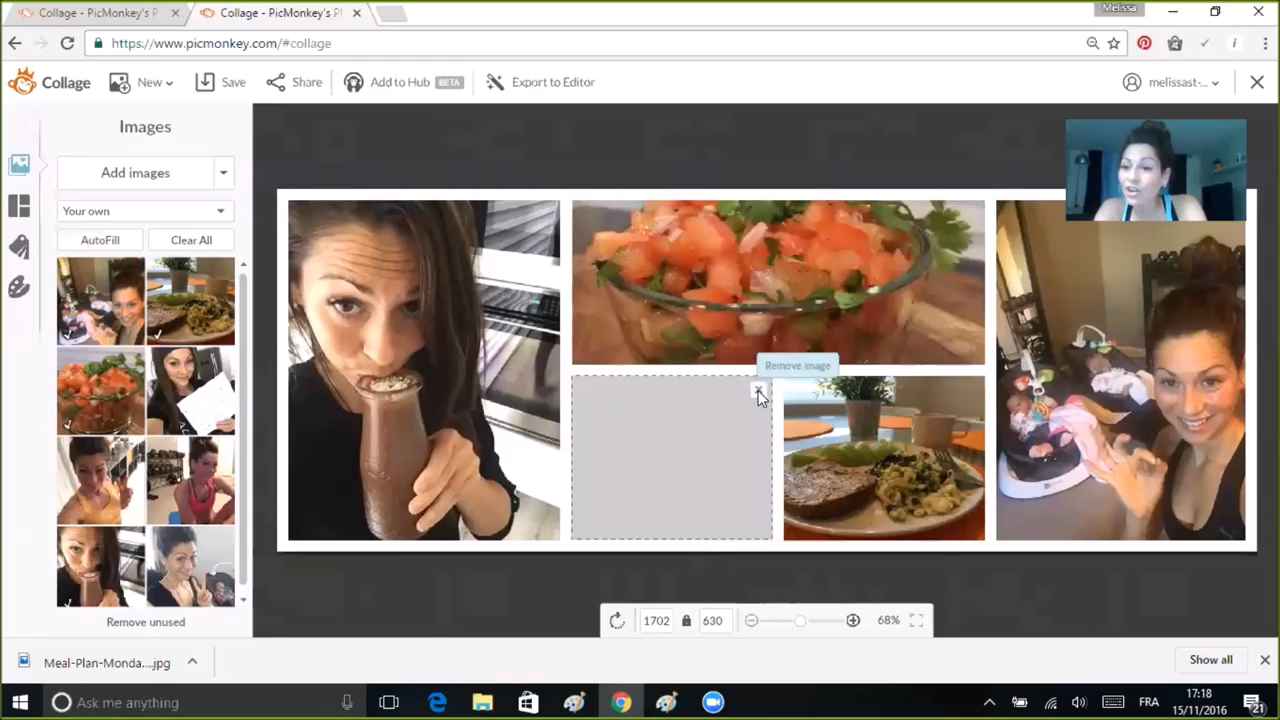 Collage - PicMonkey's P
Collage - PicMonkey's P
Melissa
https://www.picmonkey.com/#collage
Collage
New
Save
Share
Add to Hub BETA
Export to Editor
melissast-...
Images
Add images
Your own
AutoFill
Clear All
Remove Image
Remove unused
1702
630
68%
Meal-Plan-Monda....jpg
Show all
Ask me anything
FRA
17:18
15/11/2016
21